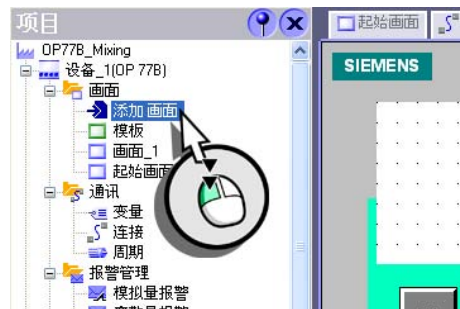 项目
起始画面
OP77B_Mixing
设备_1(OP 77B)
SIEMENS
画面
添加 画面
模板
画面_1
起始画面
通讯
变量
连接
周期
报警管理
模拟量报警